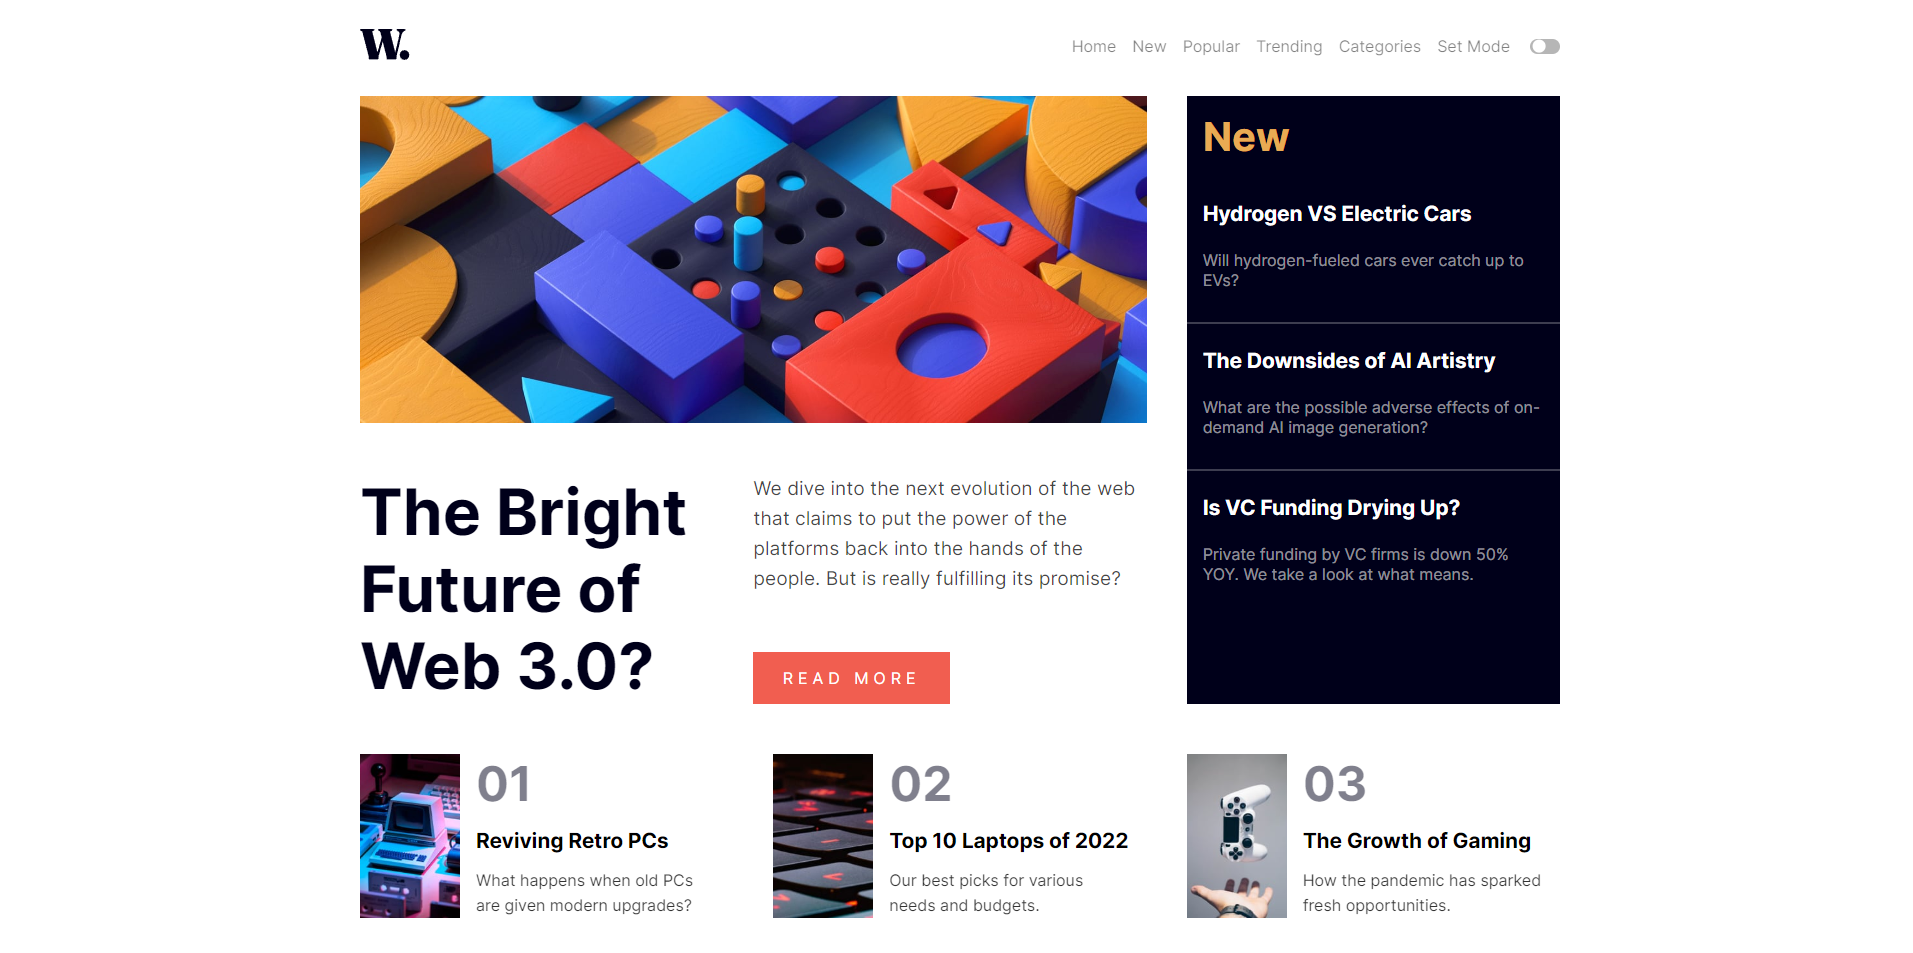 W.
Home New Popular Trending Categories Set Mode
New
Hydrogen VS Electric Cars
Will hydrogen-fueled cars ever catch up to
EVs?
The Downsides of AI Artistry
What are the possible adverse effects of on-
demand AI image generation?
Is VC Funding Drying Up?
Private funding by VC firms is down 50%
YOY. We take a look at what means.
The Bright
Future of
Web 3.0?
We dive into the next evolution of the web
that claims to put the power of the
platforms back into the hands of the
people. But is really fulfilling its promise?
READ MORE
01
Reviving Retro PCs
What happens when old PCs
are given modern upgrades?
02
Top 10 Laptops of 2022
Our best picks for various
needs and budgets.
03
The Growth of Gaming
How the pandemic has sparked
fresh opportunities.